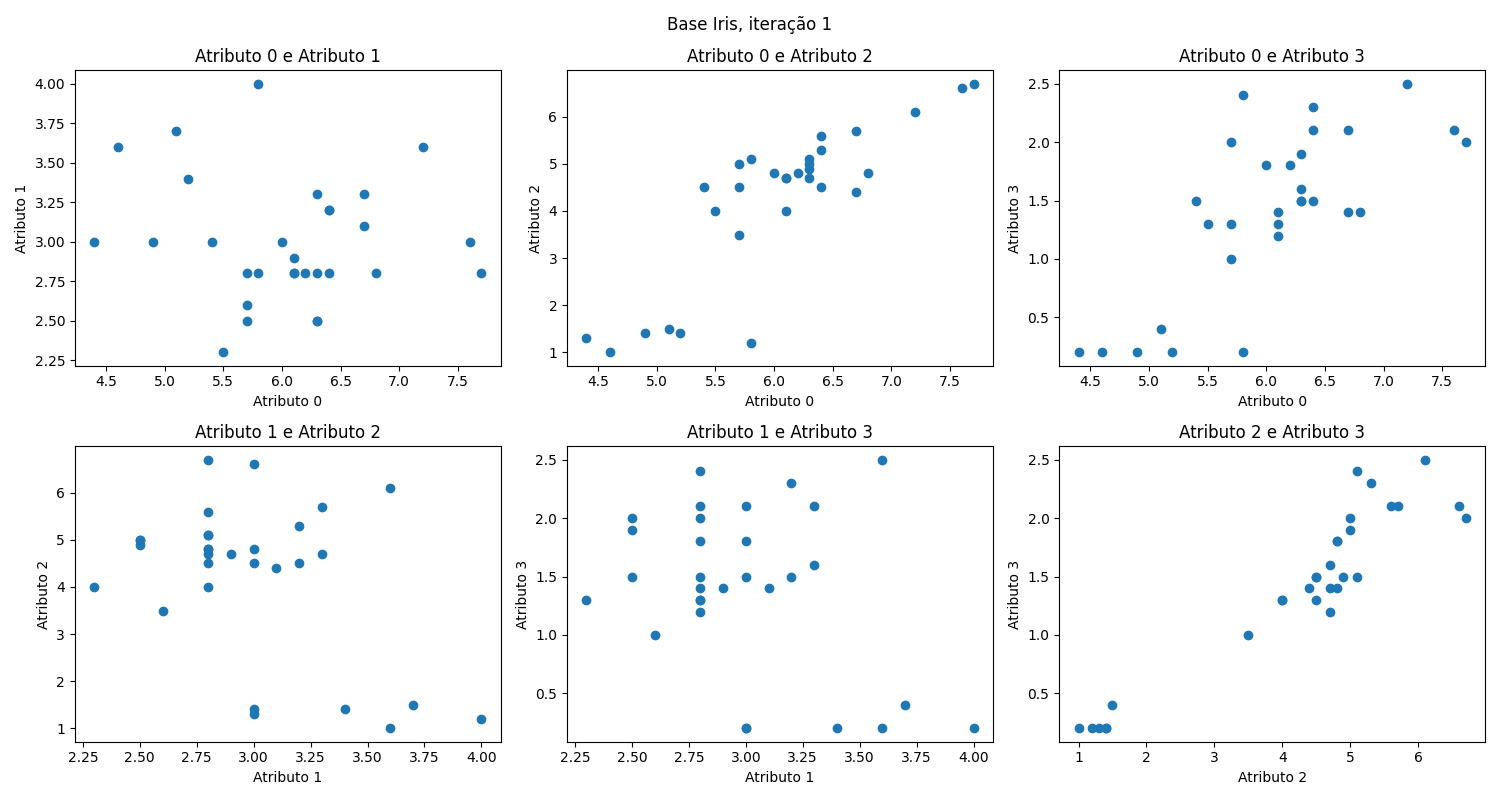 Base Iris, iteração 1
Atributo 0 e Atributo 1
4.00
3.75
3.50
3.25
3.00
2.75
2.50
2.25
Atributo 1
4.5 5.0 5.5 6.0 6.5 7.0 7.5
Atributo 0
Atributo 0 e Atributo 2
6
5
4
3
2
1
Atributo 2
4.5 5.0 5.5 6.0 6.5 7.0 7.5
Atributo 0
Atributo 0 e Atributo 3
2.5
2.0
1.5
1.0
0.5
Atributo 3
4.5 5.0 5.5 6.0 6.5 7.0 7.5
Atributo 0
Atributo 1 e Atributo 2
6
5
4
3
2
1
Atributo 2
2.25 2.50 2.75 3.00 3.25 3.50 3.75 4.00
Atributo 1
Atributo 1 e Atributo 3
2.5
2.0
1.5
1.0
0.5
Atributo 3
2.25 2.50 2.75 3.00 3.25 3.50 3.75 4.00
Atributo 1
Atributo 2 e Atributo 3
2.5
2.0
1.5
1.0
0.5
Atributo 3
1 2 3 4 5 6
Atributo 2